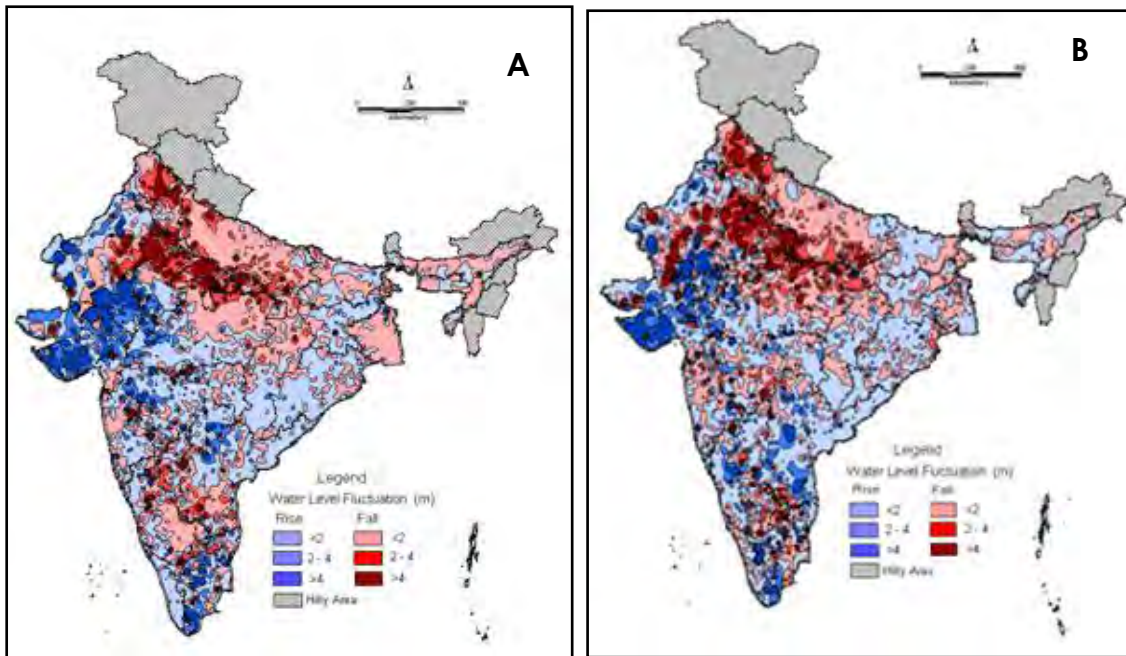 A
Legend
Water Level Fluctuation (m)
Rise Fall
<2 <2
2 - 4 2 - 4
>4 >4
Hilly Area
B
Legend
Water Level Fluctuation (m)
Rise Fall
<2 <2
2 - 4 2 - 4
>4 >4
Hilly Area